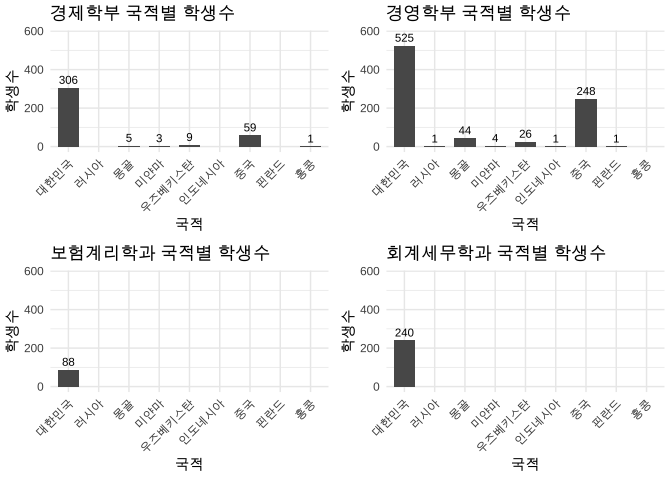 경제학부 국적별 학생수
600
400
200
0
학생수
306
5
3
9
59
1
대한민국
러시아
몽골
미얀마
우즈베키스탄
인도네시아
중국
핀란드
홍콩
국적
경영학부 국적별 학생수
600
400
200
0
학생수
525
1
44
4
26
1
248
1
대한민국
러시아
몽골
미얀마
우즈베키스탄
인도네시아
중국
핀란드
홍콩
국적
보험계리학과 국적별 학생수
600
400
200
0
학생수
88
대한민국
러시아
몽골
미얀마
우즈베키스탄
인도네시아
중국
핀란드
홍콩
국적
회계세무학과 국적별 학생수
600
400
200
0
학생수
240
대한민국
러시아
몽골
미얀마
우즈베키스탄
인도네시아
중국
핀란드
홍콩
국적